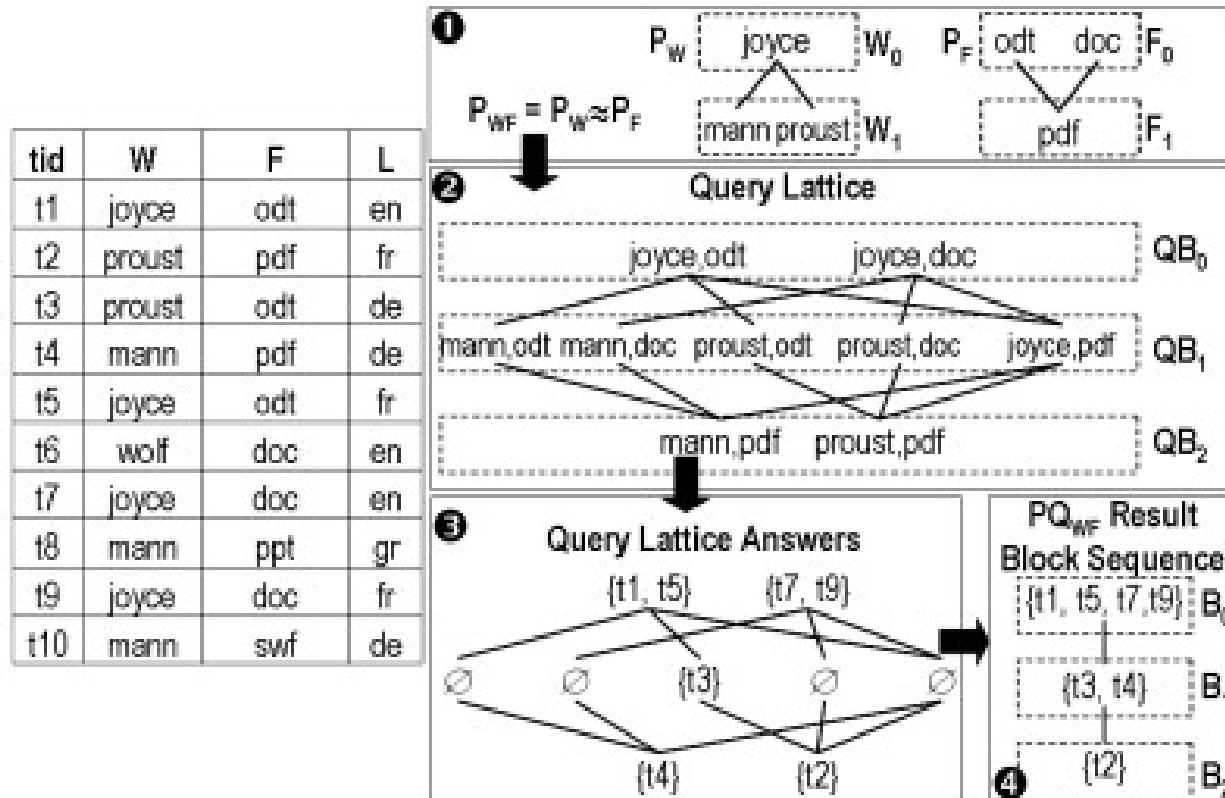 tid W F L
t1 joyce odt en
t2 proust pdf fr
t3 proust odt de
t4 mann pdf de
t5 joyce odt fr
t6 wolf doc en
t7 joyce doc en
t8 mann ppt gr
t9 joyce doc fr
t10 mann swf de
❶
P_W joyce W_0
P_F odt doc F_0
P_WF = P_W≈P_F
mann proust W_1
pdf F_1
❷ Query Lattice
joyce,odt joyce,doc QB_0
mann,odt mann,doc proust,odt proust,doc joyce,pdf QB_1
mann,pdf proust,pdf QB_2
❸ Query Lattice Answers
{t1, t5} {t7, t9}
∅ ∅ {t3} ∅ ∅
{t4} {t2}
PQ_WF Result
Block Sequence
{t1, t5, t7,t9} B
{t3, t4} B
❹ {t2} B